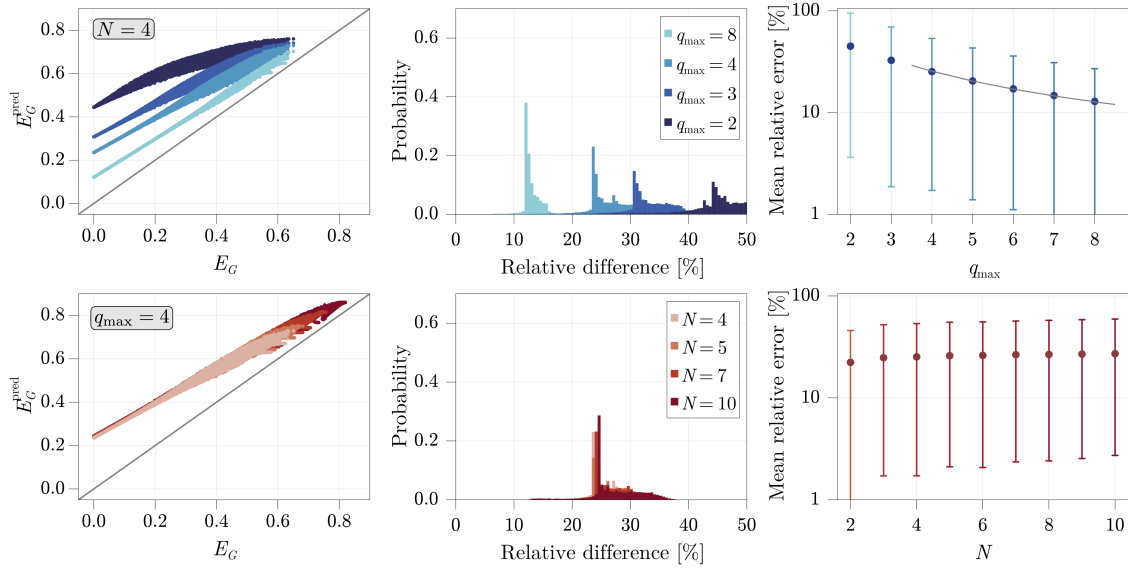 0.8
0.6
0.4
0.2
0.0
E_G^pred
N = 4
0.0 0.2 0.4 0.6 0.8
E_G
0.6
0.4
0.2
0.0
Probability
q_max = 8
q_max = 4
q_max = 3
q_max = 2
0 10 20 30 40 50
Relative difference [%]
100
10
1
Mean relative error [%]
2 3 4 5 6 7 8
q_max
0.8
0.6
0.4
0.2
0.0
E_G^pred
q_max = 4
0.0 0.2 0.4 0.6 0.8
E_G
0.6
0.4
0.2
0.0
Probability
N = 4
N = 5
N = 7
N = 10
0 10 20 30 40 50
Relative difference [%]
100
10
1
Mean relative error [%]
2 4 6 8 10
N